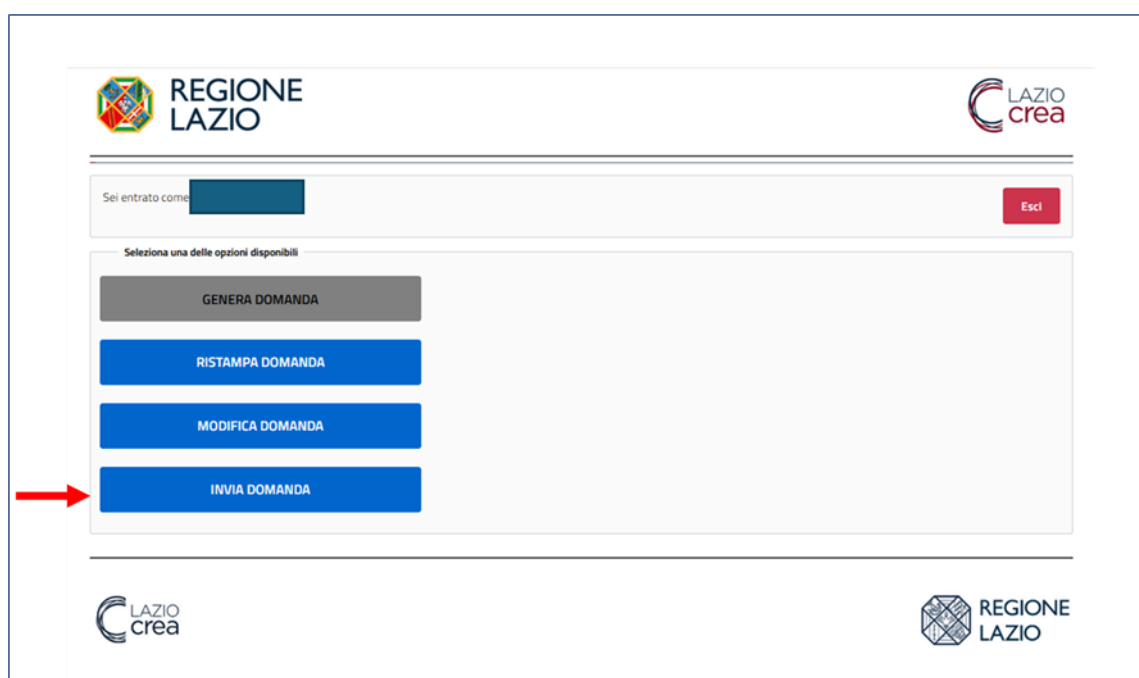 REGIONE
LAZIO
LAZIO
crea
Sei entrato come
Esci
Seleziona una delle opzioni disponibili
GENERA DOMANDA
RISTAMPA DOMANDA
MODIFICA DOMANDA
INVIA DOMANDA
LAZIO
crea
REGIONE
LAZIO